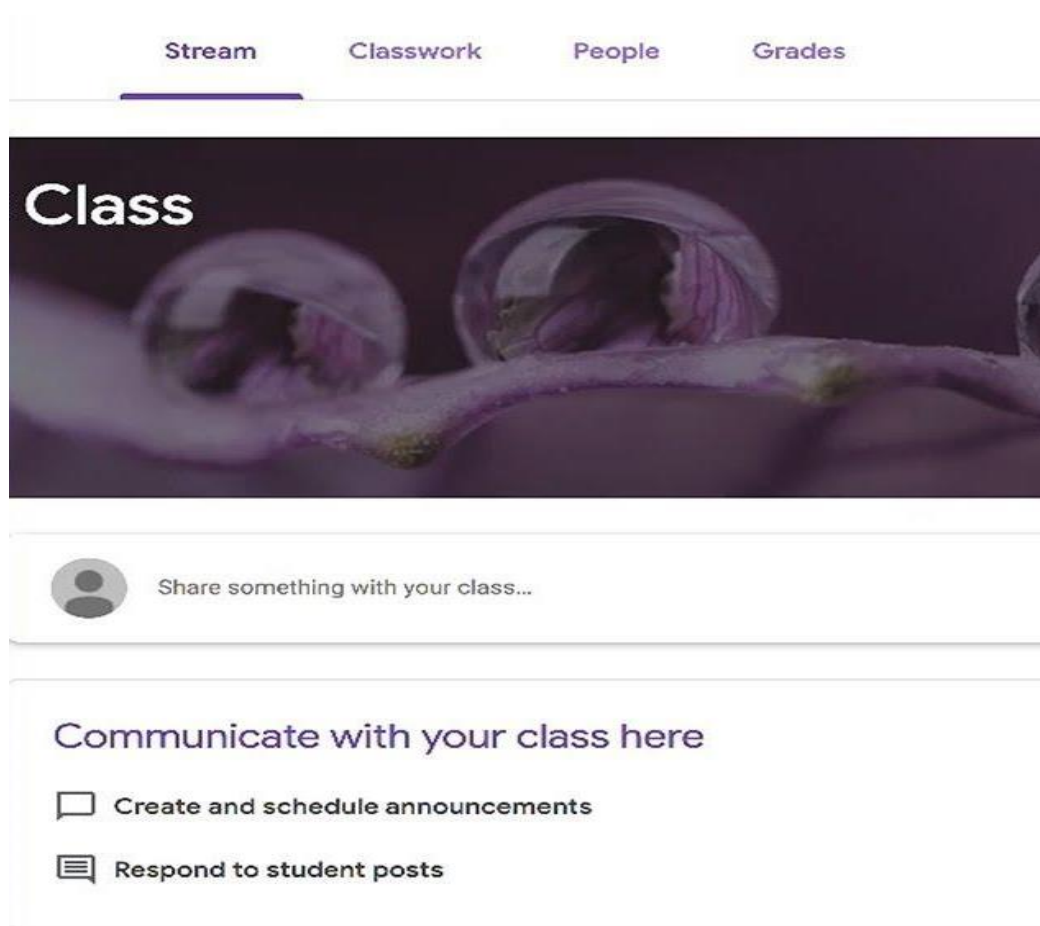 Stream Classwork People Grades
Class
Share something with your class...
Communicate with your class here
Create and schedule announcements
Respond to student posts